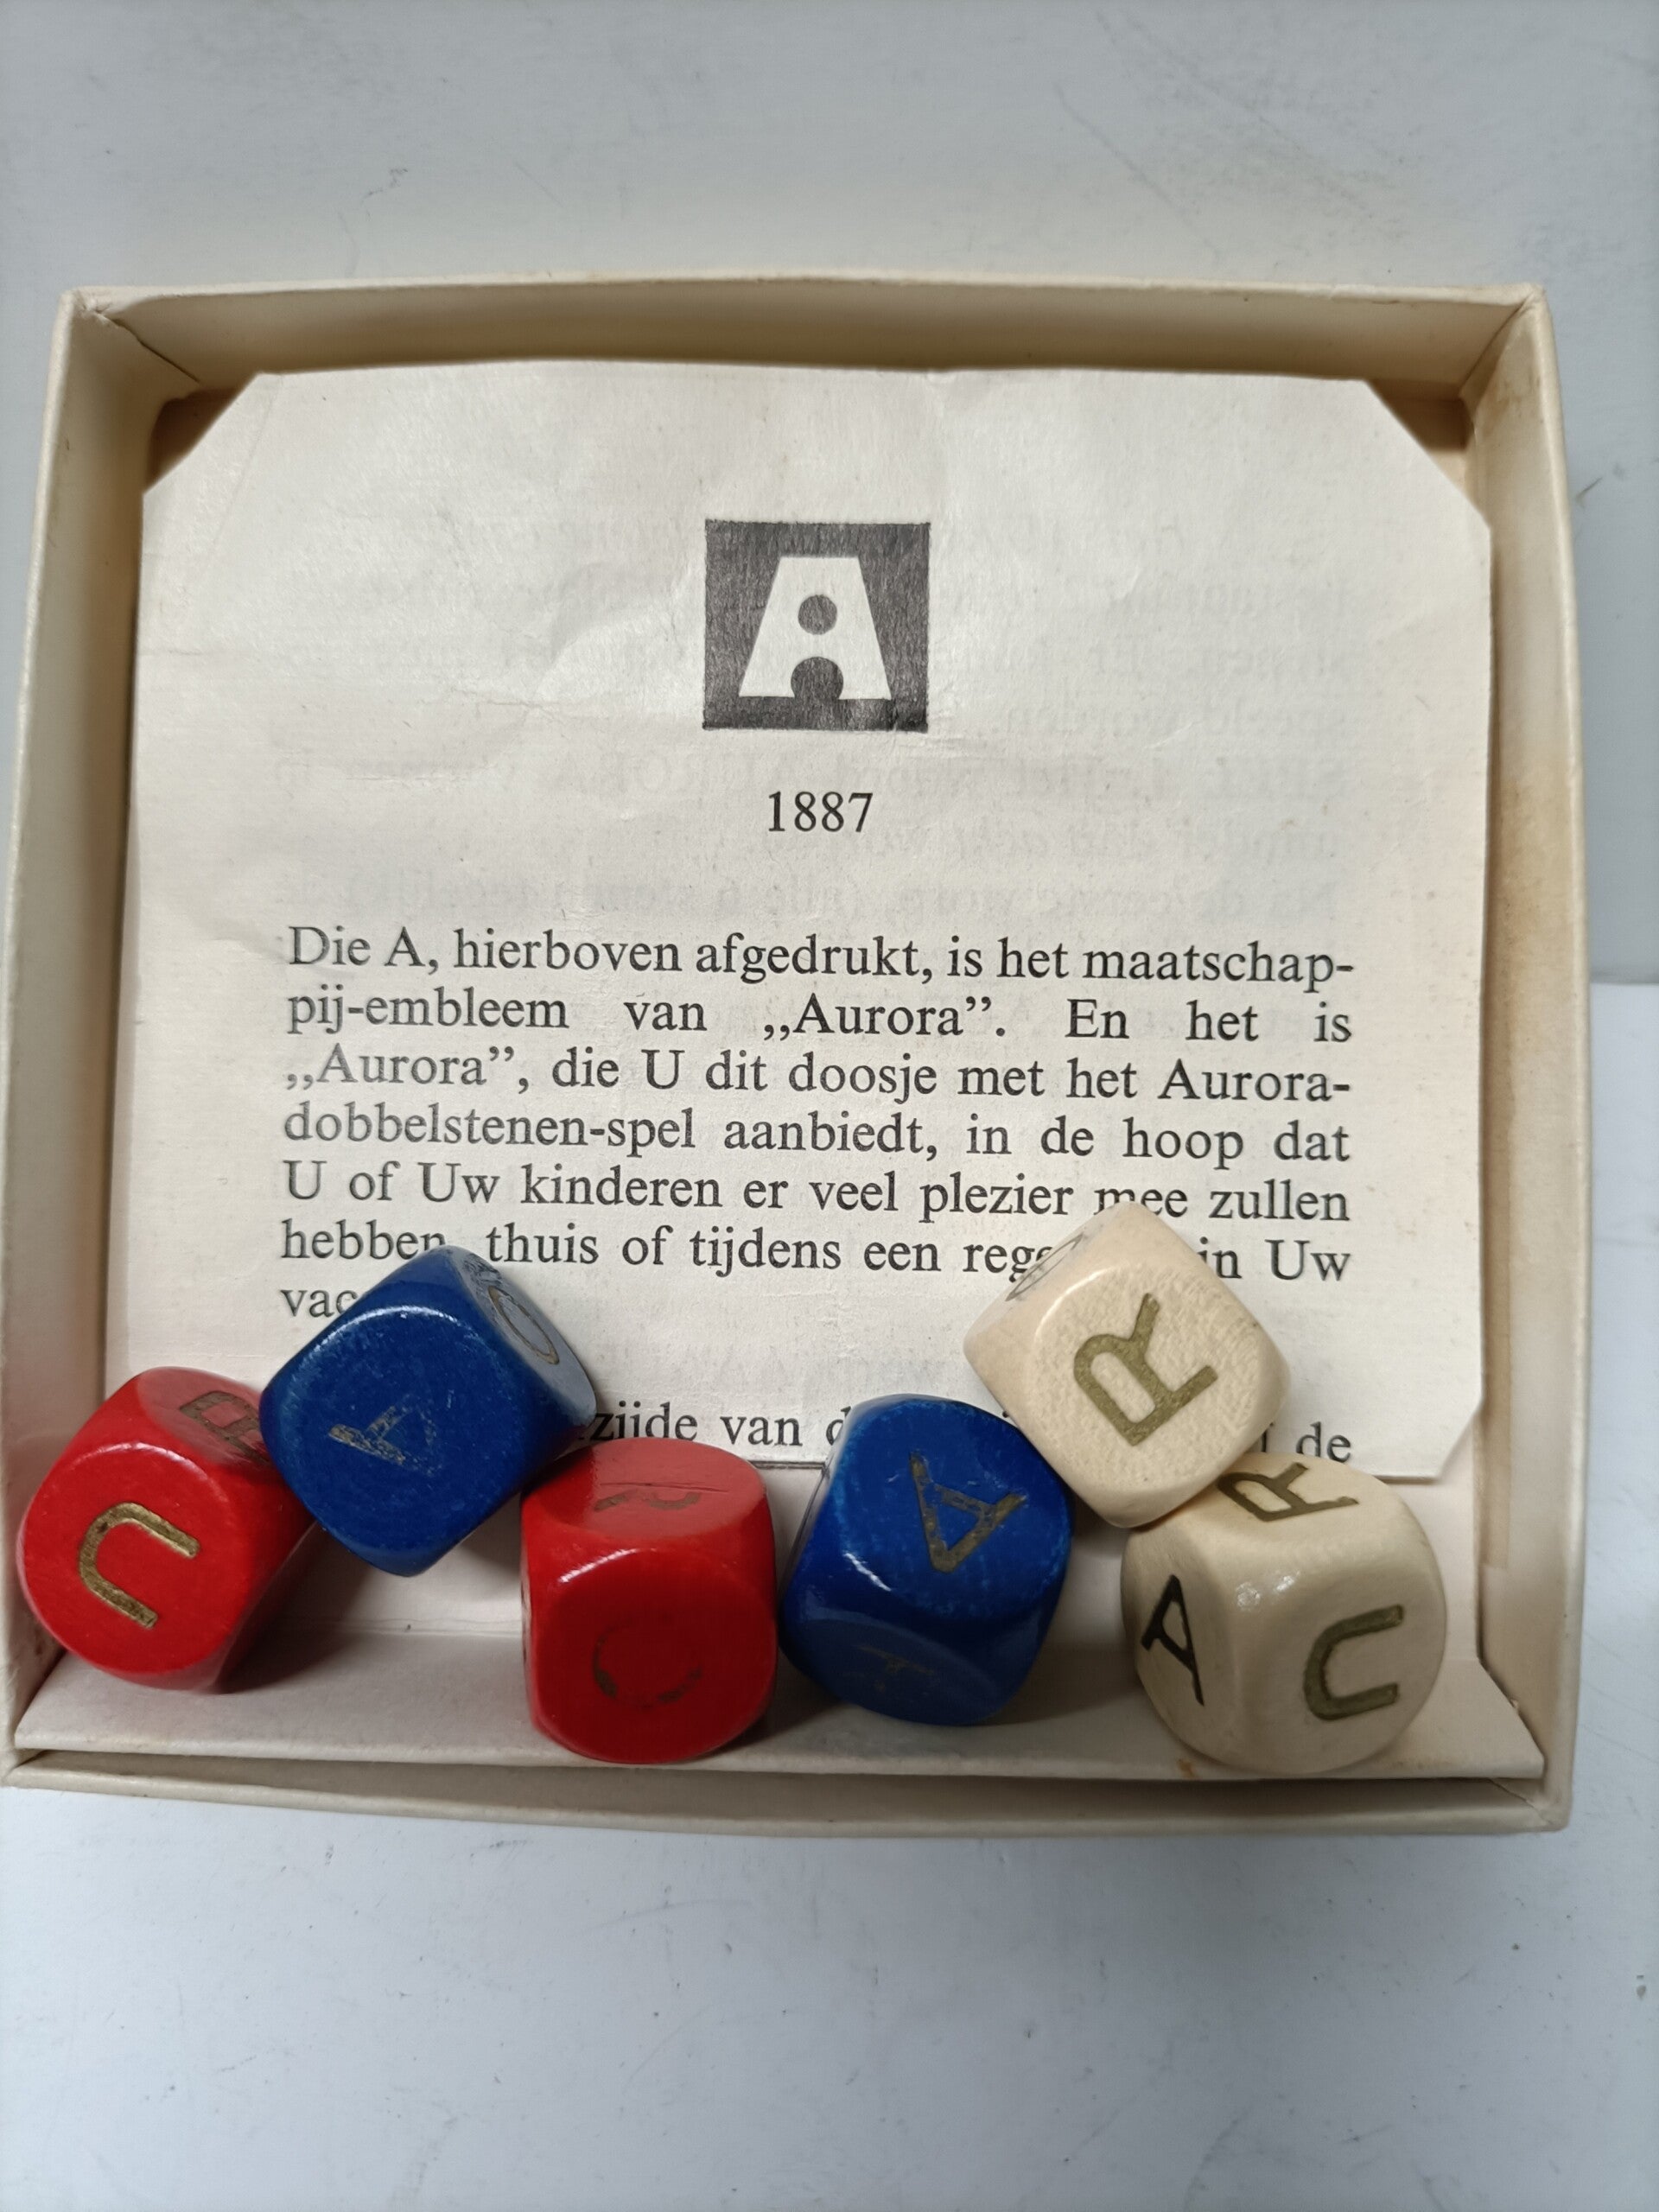 A
1887
Die A, hierboven afgedrukt, is het maatschap-
pij-embleem van „Aurora”. En het is
„Aurora”, die U dit doosje met het Aurora-
dobbelstenen-spel aanbiedt, in de hoop dat
U of Uw kinderen er veel plezier mee zullen
hebben thuis of tijdens een in Uw
van de
O
R
R
A
A
R
U
A
U
O